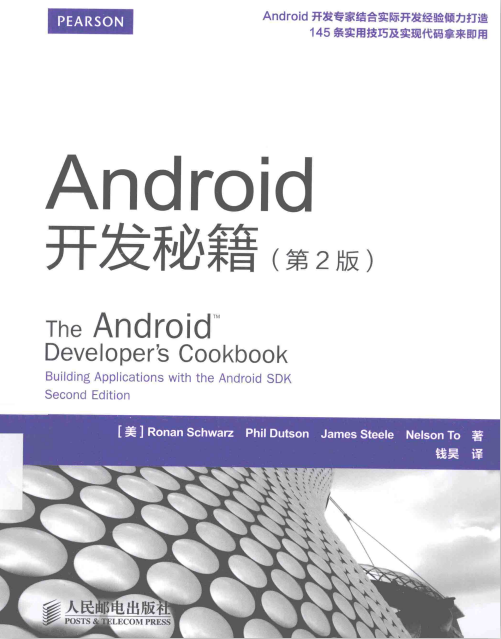 PEARSON
Android 开发专家结合实际开发经验倾力打造
145 条实用技巧及实现代码拿来即用
Android
开发秘籍（第2版）
The Android™
Developer's Cookbook
Building Applications with the Android SDK
Second Edition
[美] Ronan Schwarz Phil Dutson James Steele Nelson To 著
钱昊 译
人民邮电出版社
POSTS & TELECOM PRESS